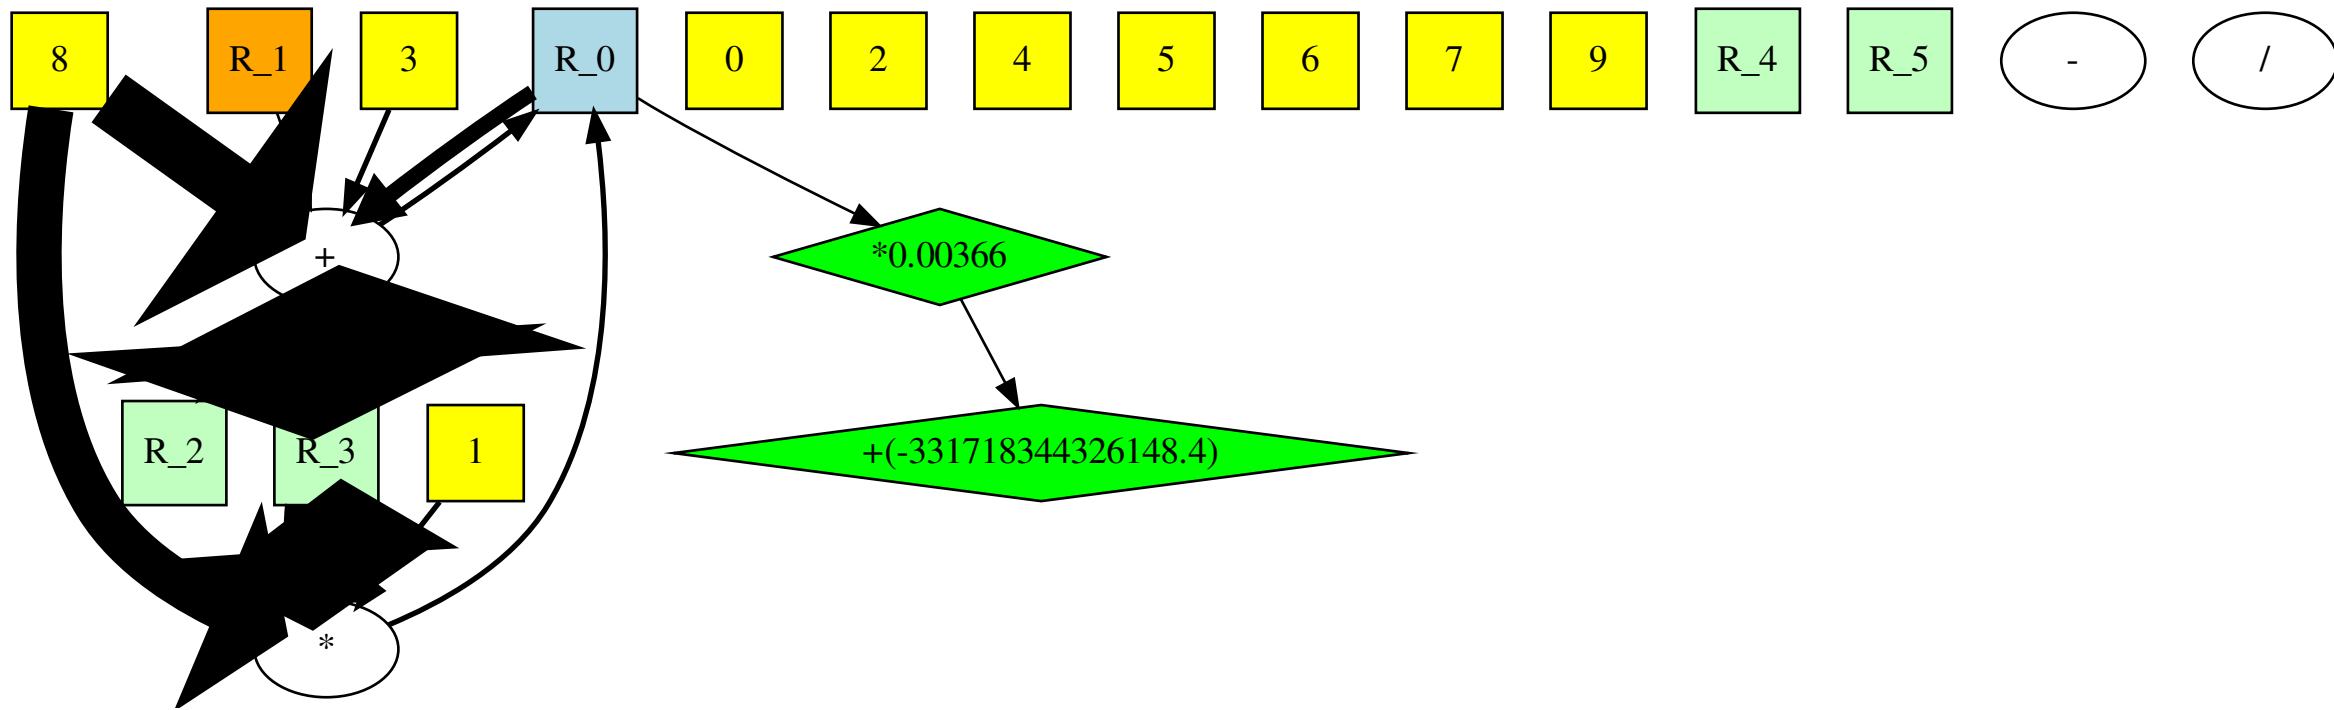 8 R_1 3 R_0 0 2 4 5 6 7 9 R_4 R_5 - /
+ *0.00366
R_2 R_3 1 +(-331718344326148.4)
*